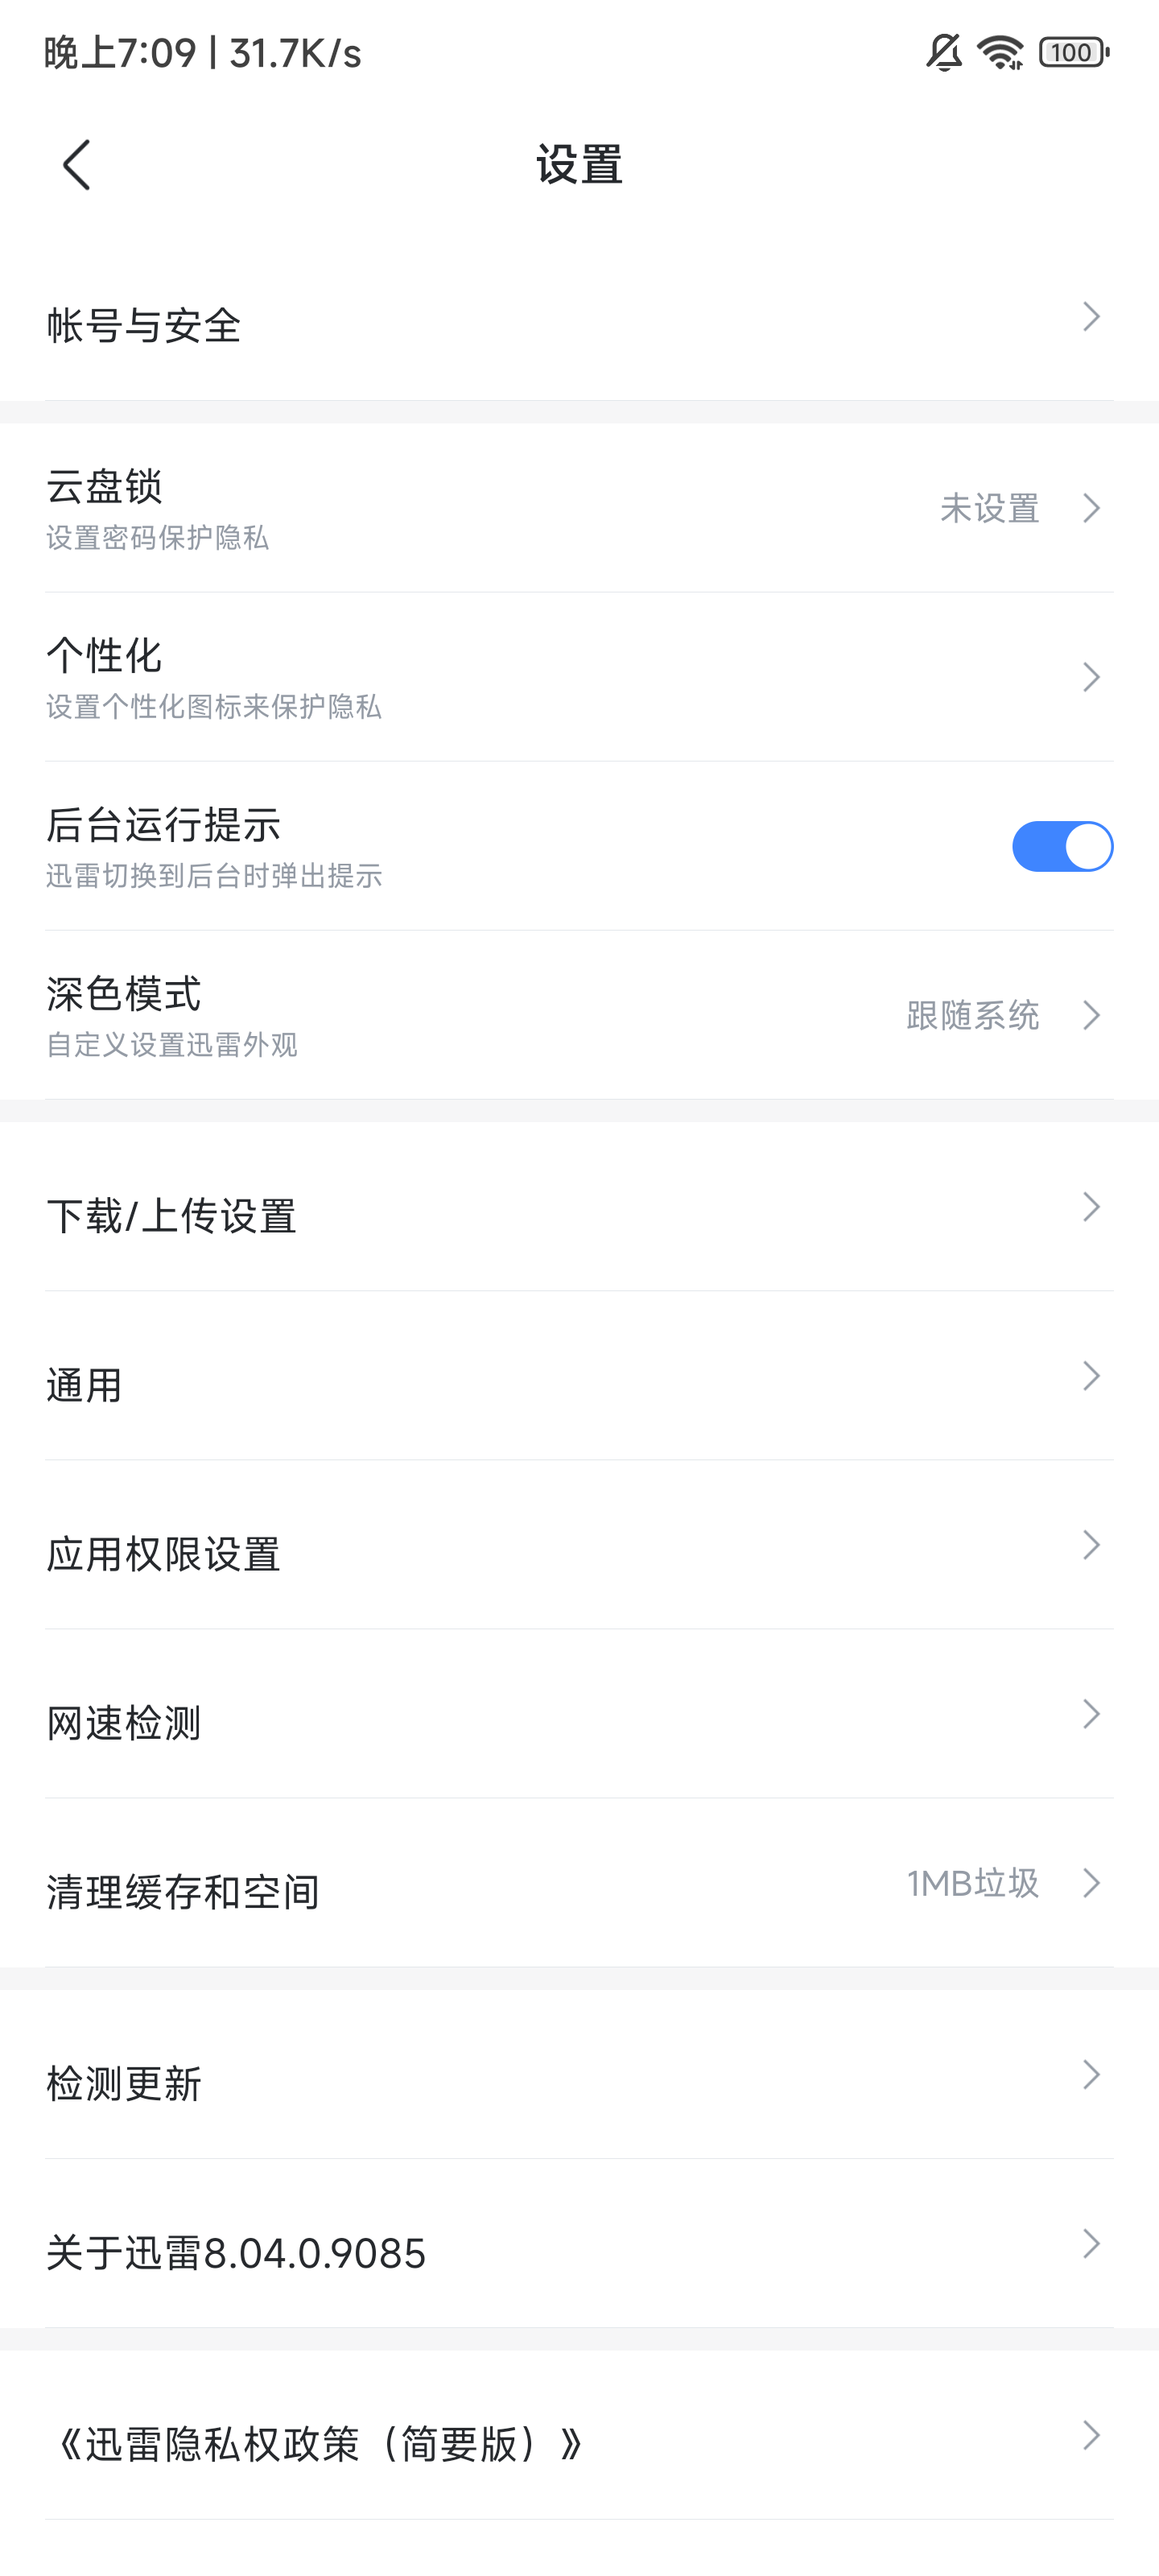 晚上7:09 | 31.7K/s
100
设置
帐号与安全
云盘锁
设置密码保护隐私
未设置
个性化
设置个性化图标来保护隐私
后台运行提示
迅雷切换到后台时弹出提示
深色模式
自定义设置迅雷外观
跟随系统
下载/上传设置
通用
应用权限设置
网速检测
清理缓存和空间
1MB垃圾
检测更新
关于迅雷8.04.0.9085
《迅雷隐私权政策（简要版）》